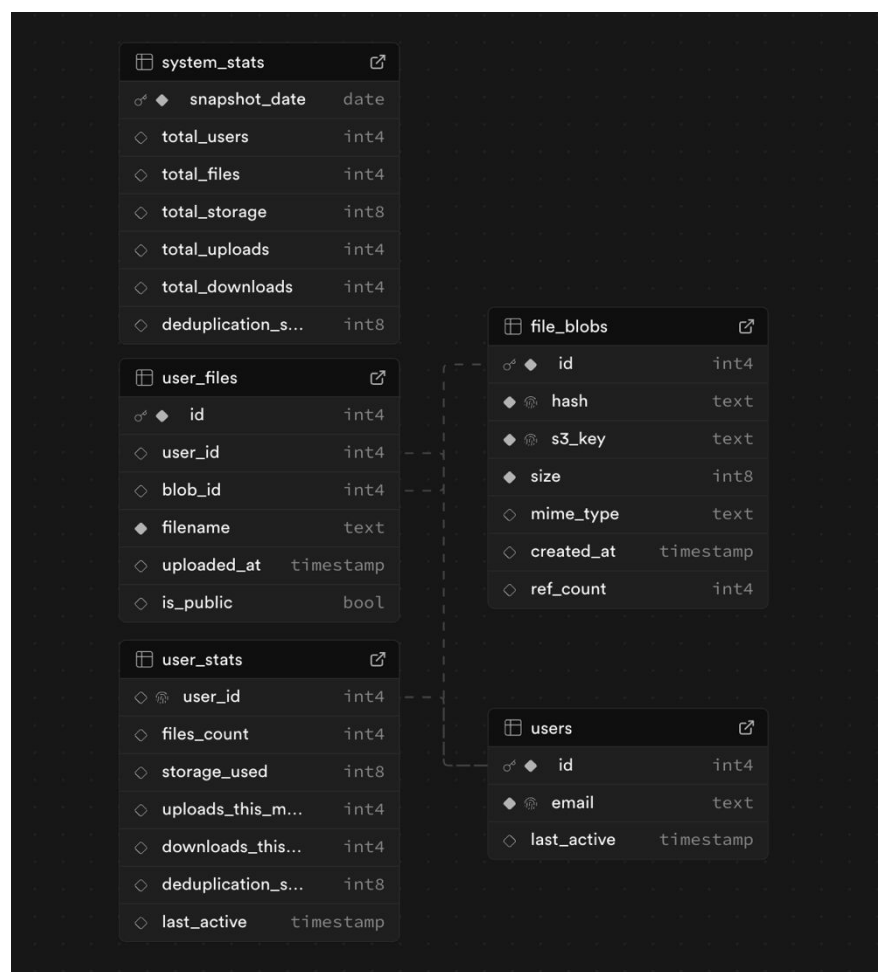 system_stats
snapshot_date date
total_users int4
total_files int4
total_storage int8
total_uploads int4
total_downloads int4
deduplication_s... int8
user_files
id int4
user_id int4
blob_id int4
filename text
uploaded_at timestamp
is_public bool
user_stats
user_id int4
files_count int4
storage_used int8
uploads_this_m... int4
downloads_this... int4
deduplication_s... int8
last_active timestamp
file_blobs
id int4
hash text
s3_key text
size int8
mime_type text
created_at timestamp
ref_count int4
users
id int4
email text
last_active timestamp